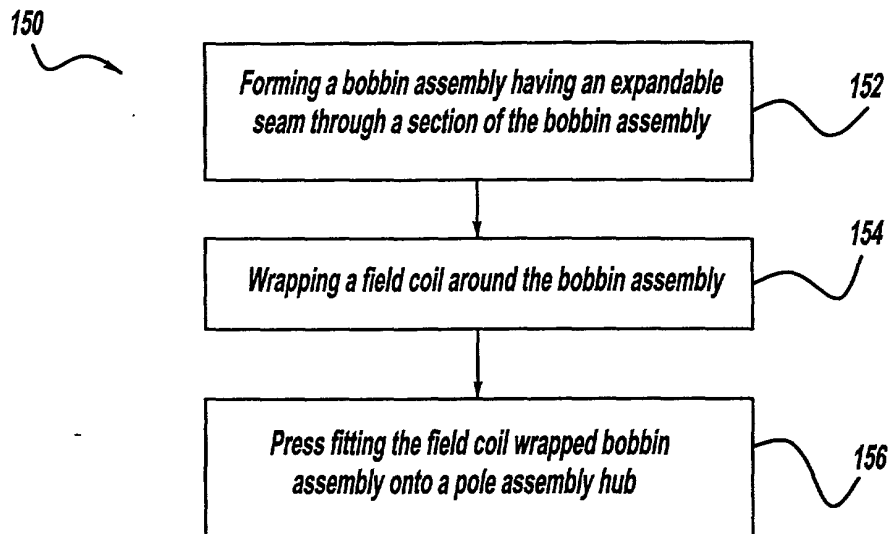 150
Forming a bobbin assembly having an expandable
seam through a section of the bobbin assembly
152
Wrapping a field coil around the bobbin assembly
154
Press fitting the field coil wrapped bobbin
assembly onto a pole assembly hub
156